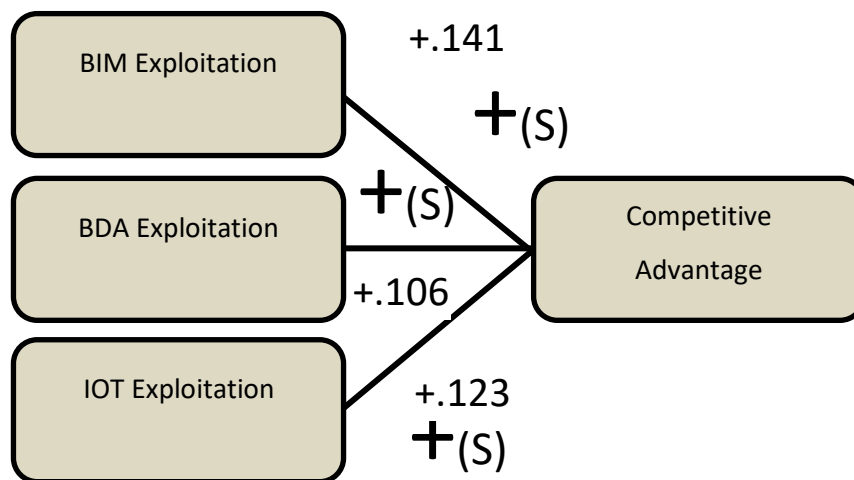 BIM Exploitation
+.141
+(S)
+(S)
BDA Exploitation
Competitive
Advantage
+.106
IOT Exploitation
+.123
+(S)